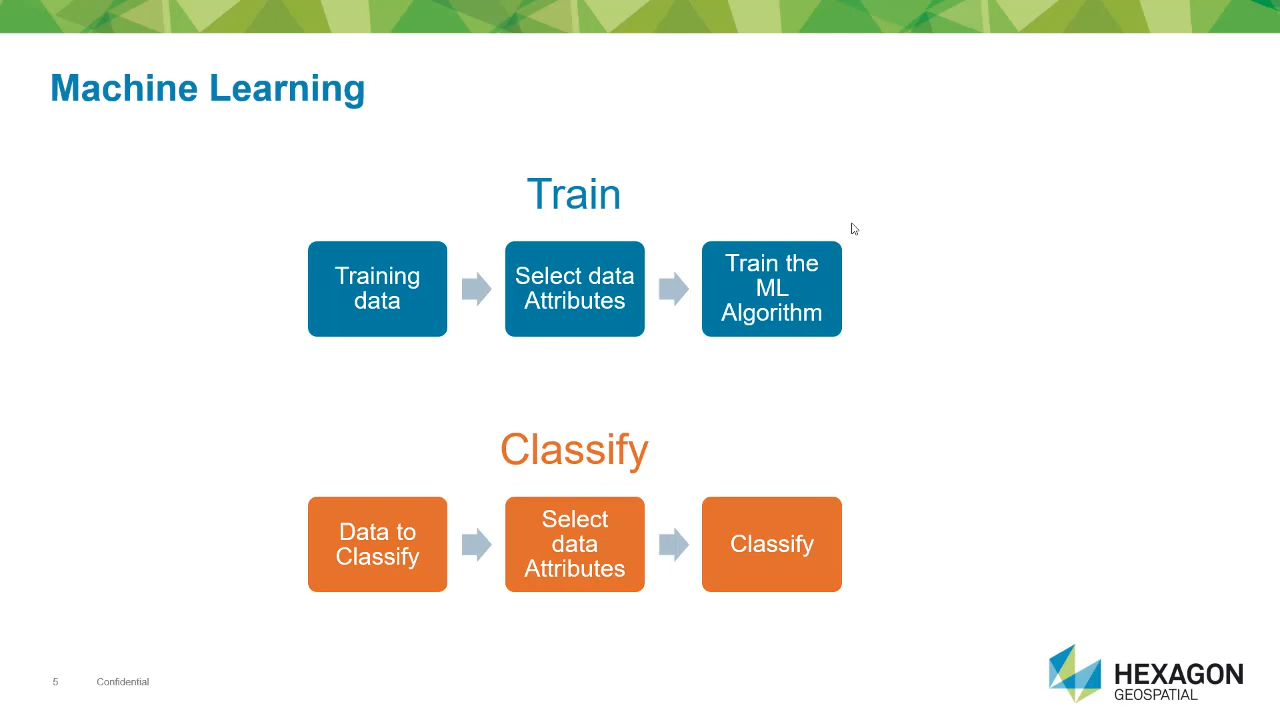 Machine Learning
Train
Training
data
Select data
Attributes
Train the
ML
Algorithm
Classify
Data to
Classify
Select
data
Attributes
Classify
5
Confidential
HEXAGON
GEOSPATIAL